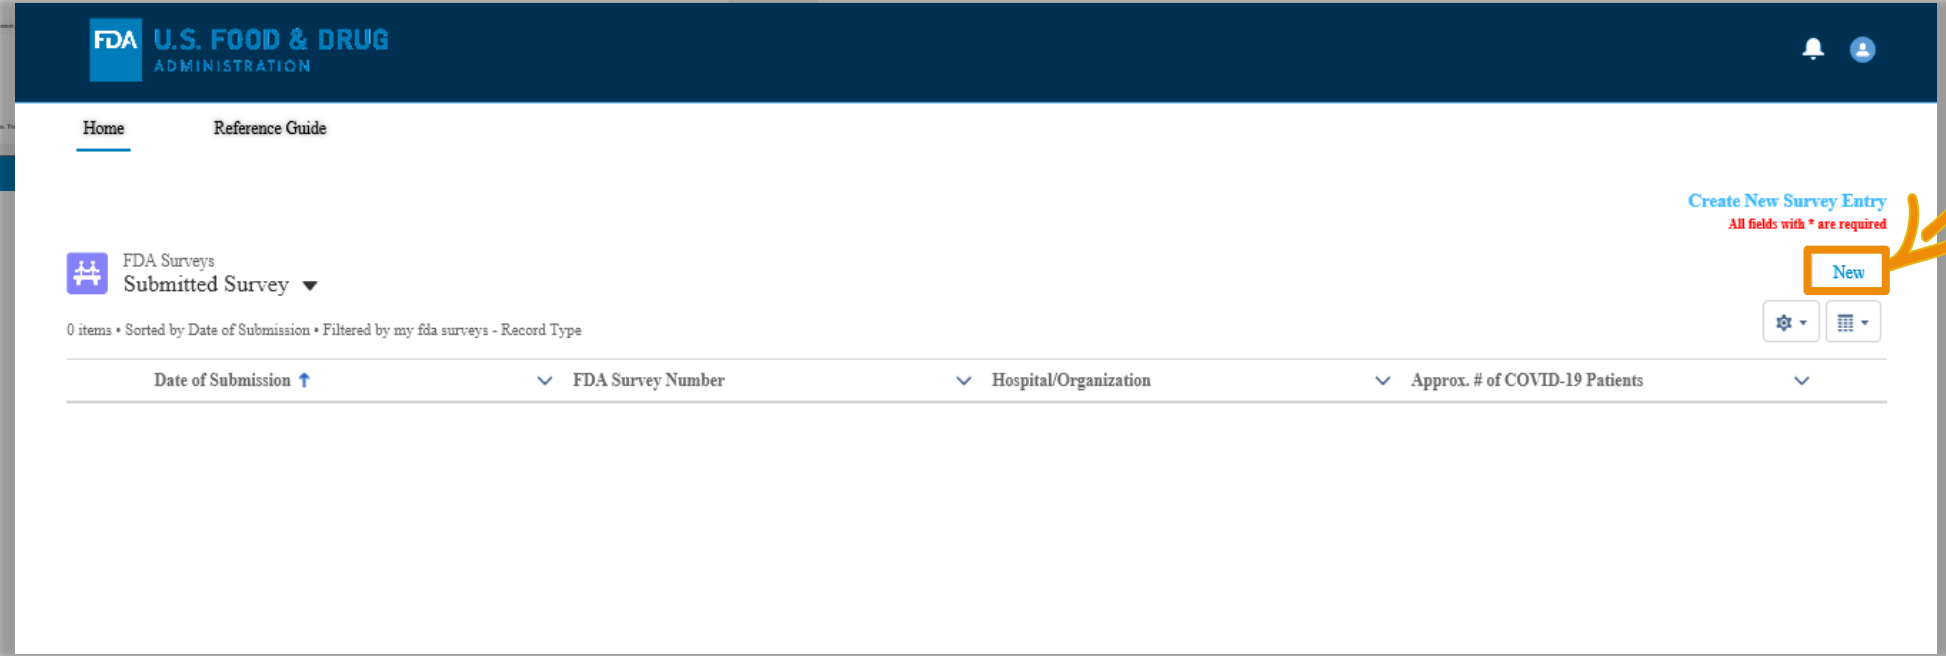 FDA U.S. FOOD & DRUG
ADMINISTRATION
Home Reference Guide
Create New Survey Entry
All fields with * are required
FDA Surveys
Submitted Survey
New
0 items • Sorted by Date of Submission • Filtered by my fda surveys - Record Type
Date of Submission FDA Survey Number Hospital/Organization Approx. # of COVID-19 Patients